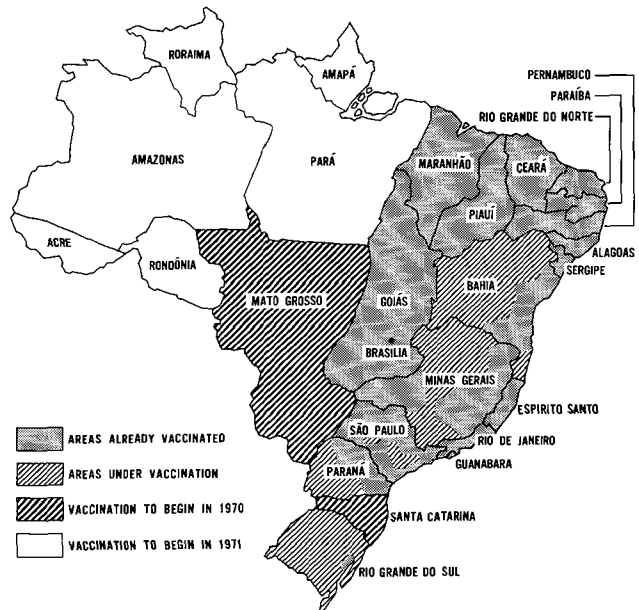 RORAIMA
AMAPÁ
PERNAMBUCO
PARAÍBA
RIO GRANDE DO NORTE
AMAZONAS
PARÁ
MARANHÃO
CEARÁ
PIAUÍ
ACRE
RONDÔNIA
ALAGOAS
SERGIPE
MATO GROSSO
GOIÁS
BAHIA
BRASILIA
MINAS GERAIS
ESPIRITO SANTO
SÃO PAULO
RIO DE JANEIRO
GUANABARA
PARANÁ
SANTA CATARINA
RIO GRANDE DO SUL
AREAS ALREADY VACCINATED
AREAS UNDER VACCINATION
VACCINATION TO BEGIN IN 1970
VACCINATION TO BEGIN IN 1971